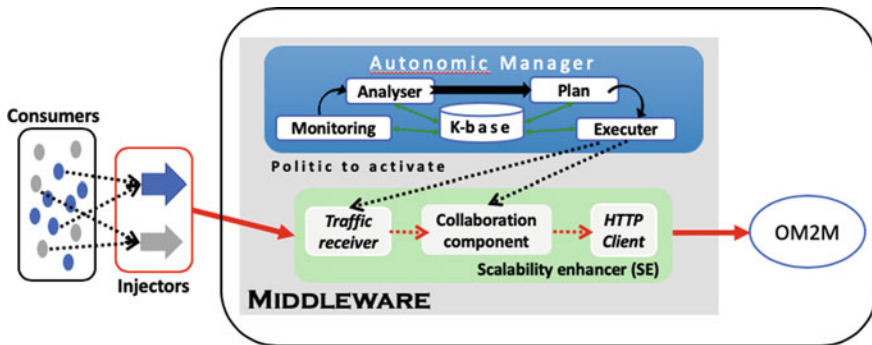 Autonomic Manager
Analyser
Plan
Consumers
Monitoring
K-base
Executer
Politic to activate
Traffic
receiver
Collaboration
component
HTTP
Client
OM2M
Scalability enhancer (SE)
Injectors
MIDDLEWARE